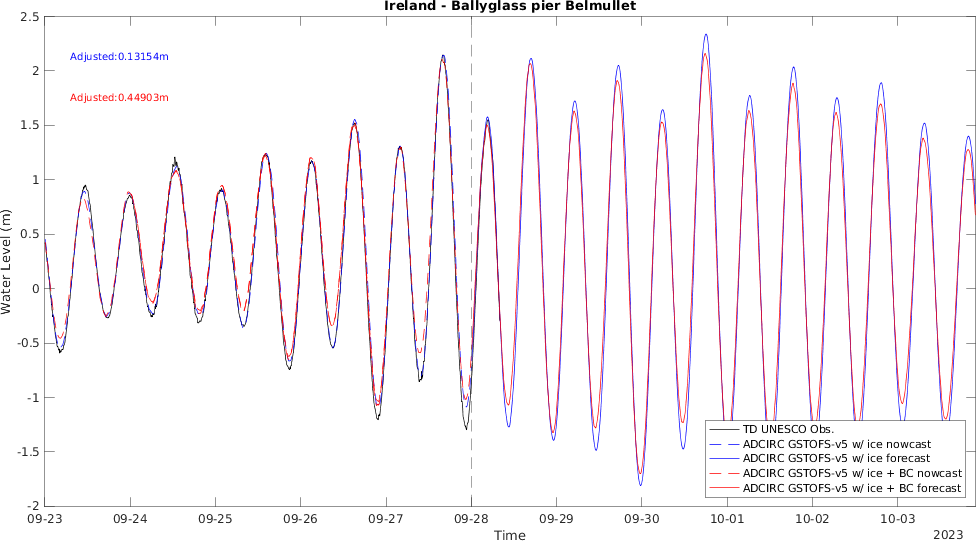 Ireland - Ballyglass pier Belmullet
Adjusted:0.13154m
Adjusted:0.44903m
Water Level (m)
2.5
2
1.5
1
0.5
0
-0.5
-1
-1.5
-2
09-23
09-24
09-25
09-26
09-27
09-28
09-29
09-30
10-01
10-02
10-03
Time
2023
TD UNESCO Obs.
ADCIRC GSTOFS-v5 w/ ice nowcast
ADCIRC GSTOFS-v5 w/ ice forecast
ADCIRC GSTOFS-v5 w/ ice + BC nowcast
ADCIRC GSTOFS-v5 w/ ice + BC forecast